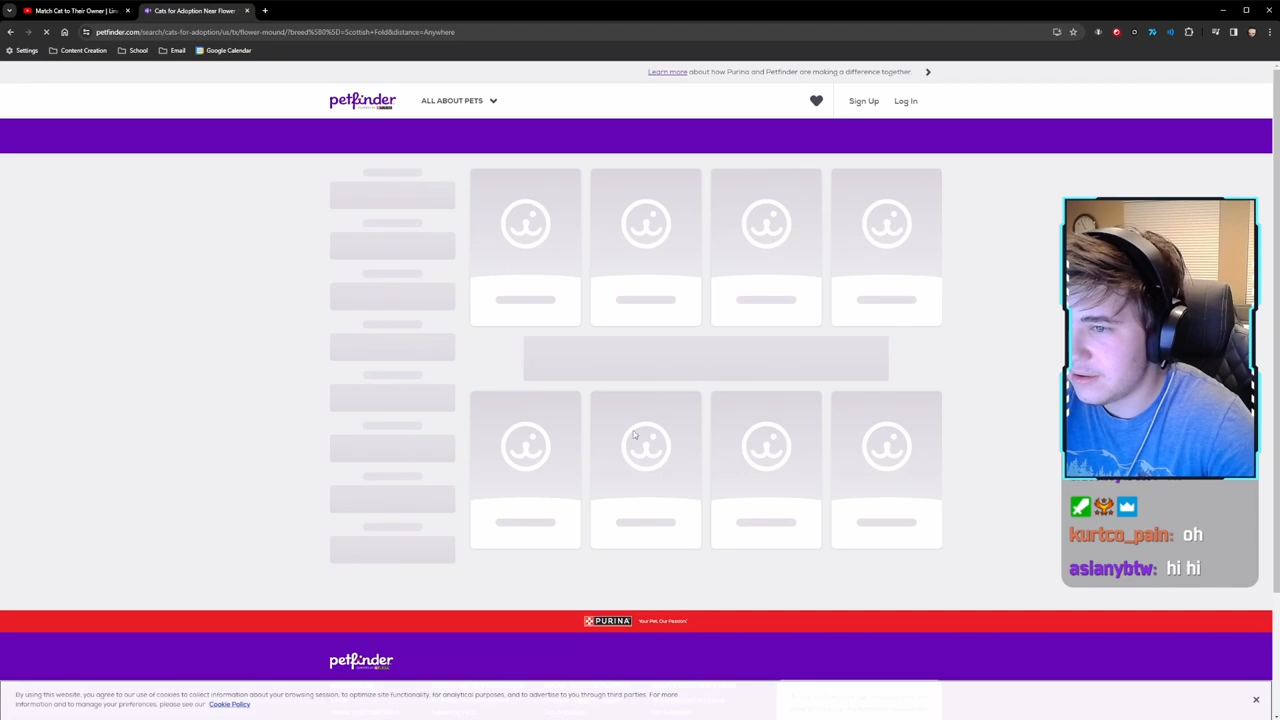 Match Cat to Their Owner | Lin
Cats for Adoption Near Flower
petfinder.com/search/cats-for-adoption/us/tx/flower-mound/?breed%5B0%5D=Scottish+Fold&distance=Anywhere
Settings
Content Creation
School
Email
Google Calendar
Learn more about how Purina and Petfinder are making a difference together.
petfinder
ALL ABOUT PETS
Sign Up
Log In
kurtco_pain: oh
asianybtw: hi hi
PURINA Your Pet, Our Passion.
petfinder
By using this website, you agree to our use of cookies to collect information about your browsing session, to optimize site functionality, for analytical purposes, and to advertise to you through third parties. For more
information and to manage your preferences, please see our Cookie Policy